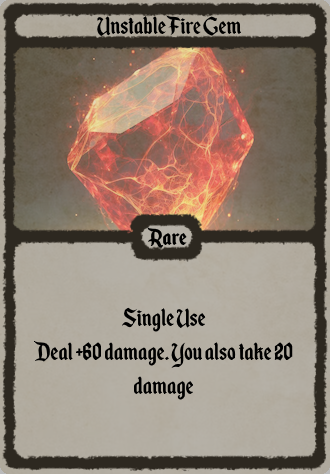 Unstable Fire Gem
Rare
Single Use
Deal +60 damage. You also take 20
damage